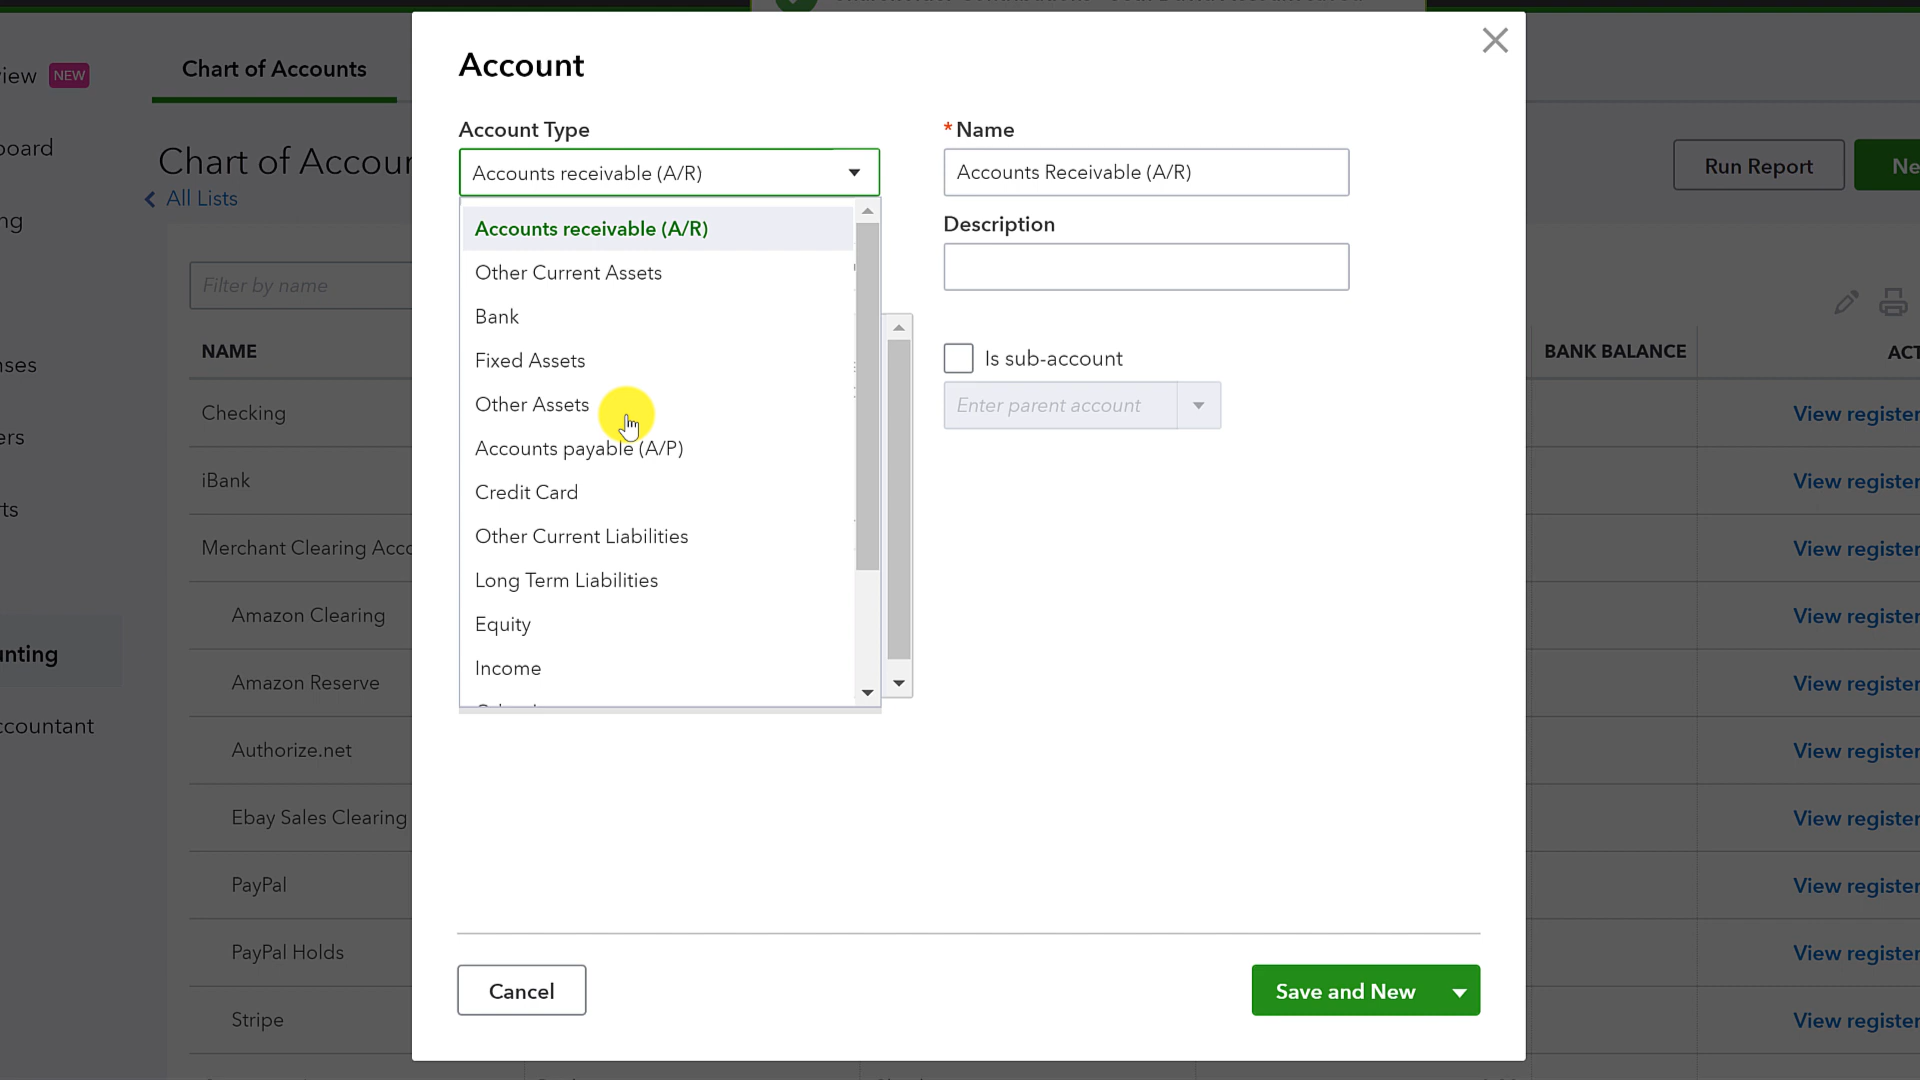 Account
iew NEW
Chart of Accounts
Account Type
* Name
Accounts receivable (A/R)
Accounts Receivable (A/R)
Chart of Accou
All Lists
Run Report
Ne
Description
Accounts receivable (A/R)
Other Current Assets
Bank
Fixed Assets
Other Assets
Accounts payable (A/P)
Credit Card
Other Current Liabilities
Long Term Liabilities
Equity
Income
Is sub-account
Enter parent account
Filter by name
NAME
BANK BALANCE
ACT
Checking
View register
iBank
View register
Merchant Clearing Acco
View register
Amazon Clearing
View register
Amazon Reserve
View register
Authorize.net
View register
Ebay Sales Clearing
View register
PayPal
View register
PayPal Holds
View register
Stripe
View register
oard
ng
nses
ers
ts
unting
ccountant
Cancel
Save and New